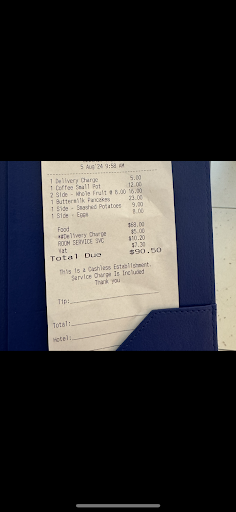 5 Aug'24 9:58 AM
1 Delivery Charge 5.00
1 Coffee Small Pot 12.00
2 Side - Whole Fruit @ 8.00 16.00
1 Buttermilk Pancakes 23.00
1 Side - Smashed Potatoes 9.00
1 Side - Eggs 8.00
Food $68.00
**Delivery Charge $5.00
ROOM SERVICE SVC $10.20
Vat $7.30
Total Due $90.50
This is a Cashless Establishment.
Service Charge Is Included
Thank you
Tip:
Total:
Hotel: